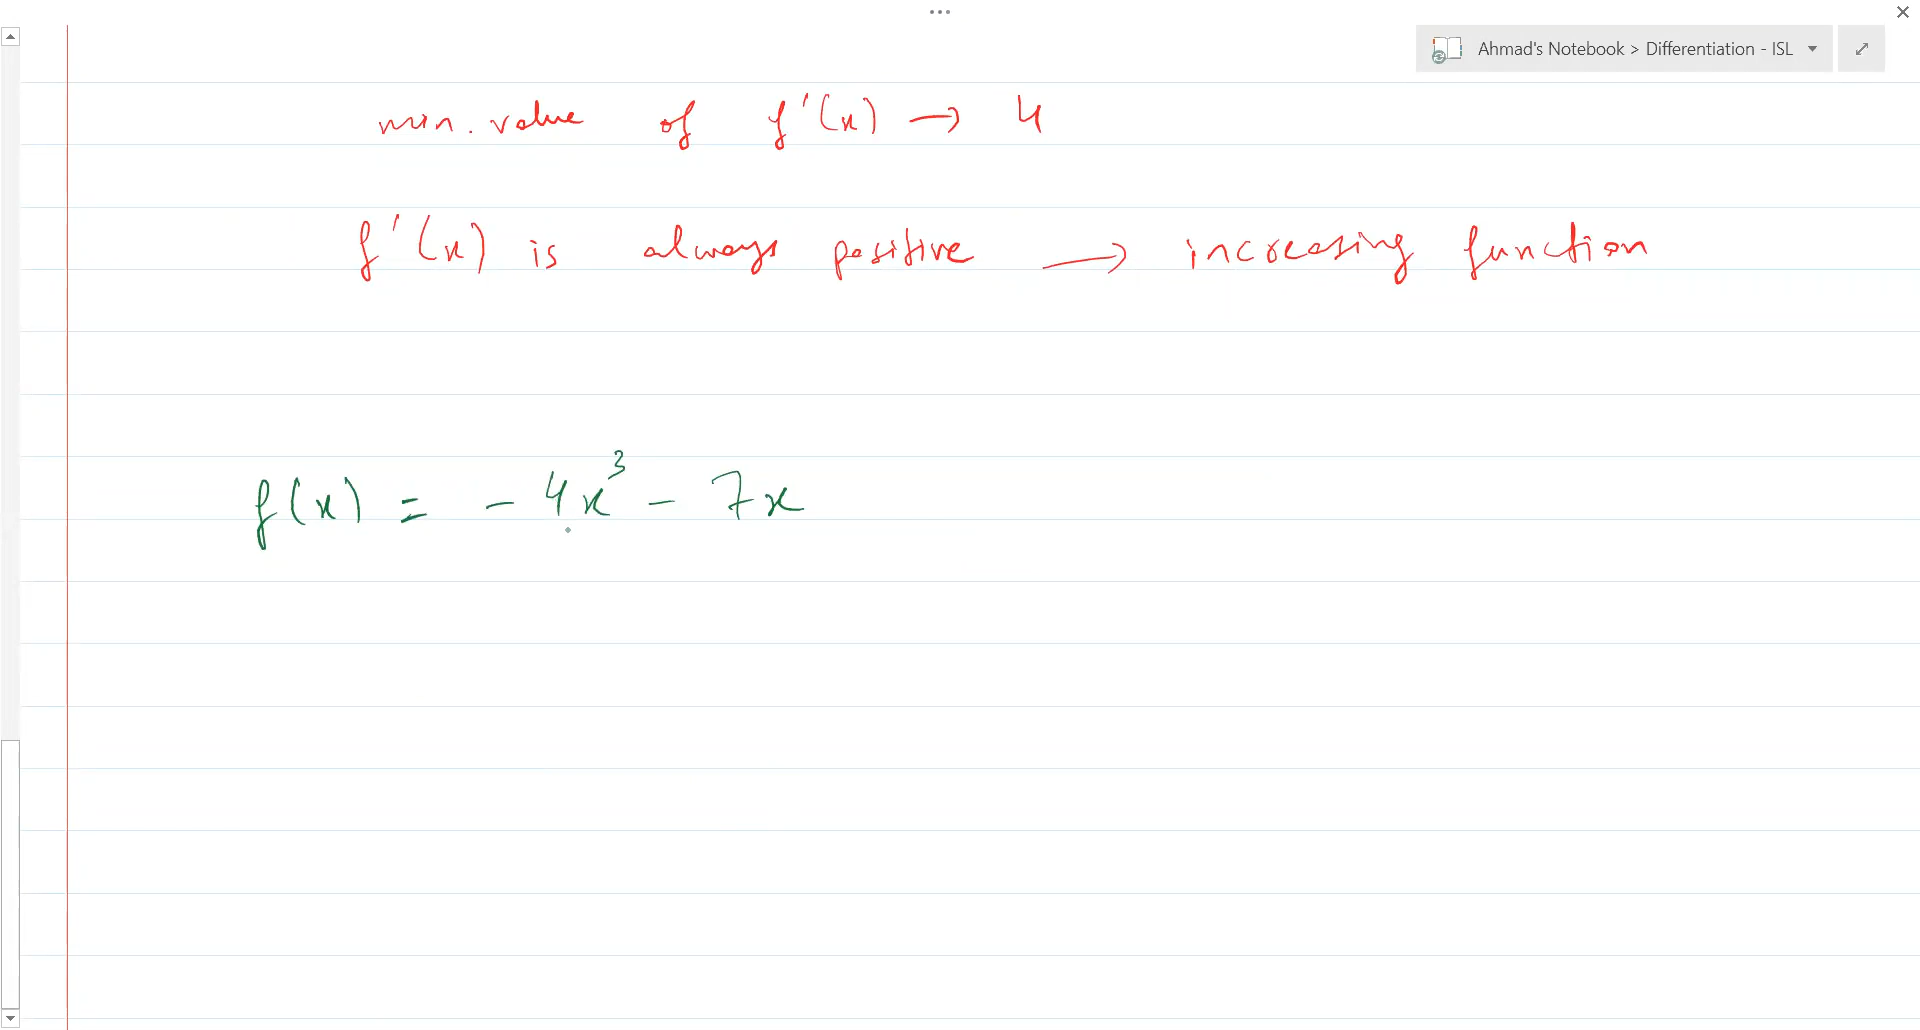 Ahmad's Notebook > Differentiation - ISL
min. value of f'(x) → 4
f'(x) is always positive → increasing function
f(x) = - 4x³ - 7x